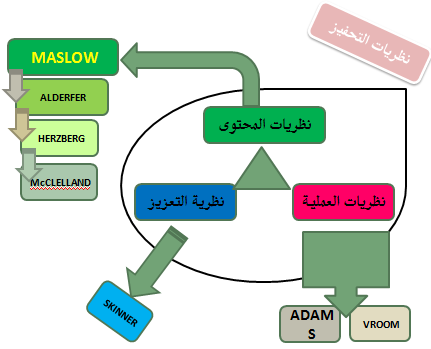 نظريات التحفيز
MASLOW
ALDERFER
HERZBERG
McCLELLAND
نظريات المحتوى
نظرية التعزيز
نظريات العملية
SKINNER
ADAM
S
VROOM